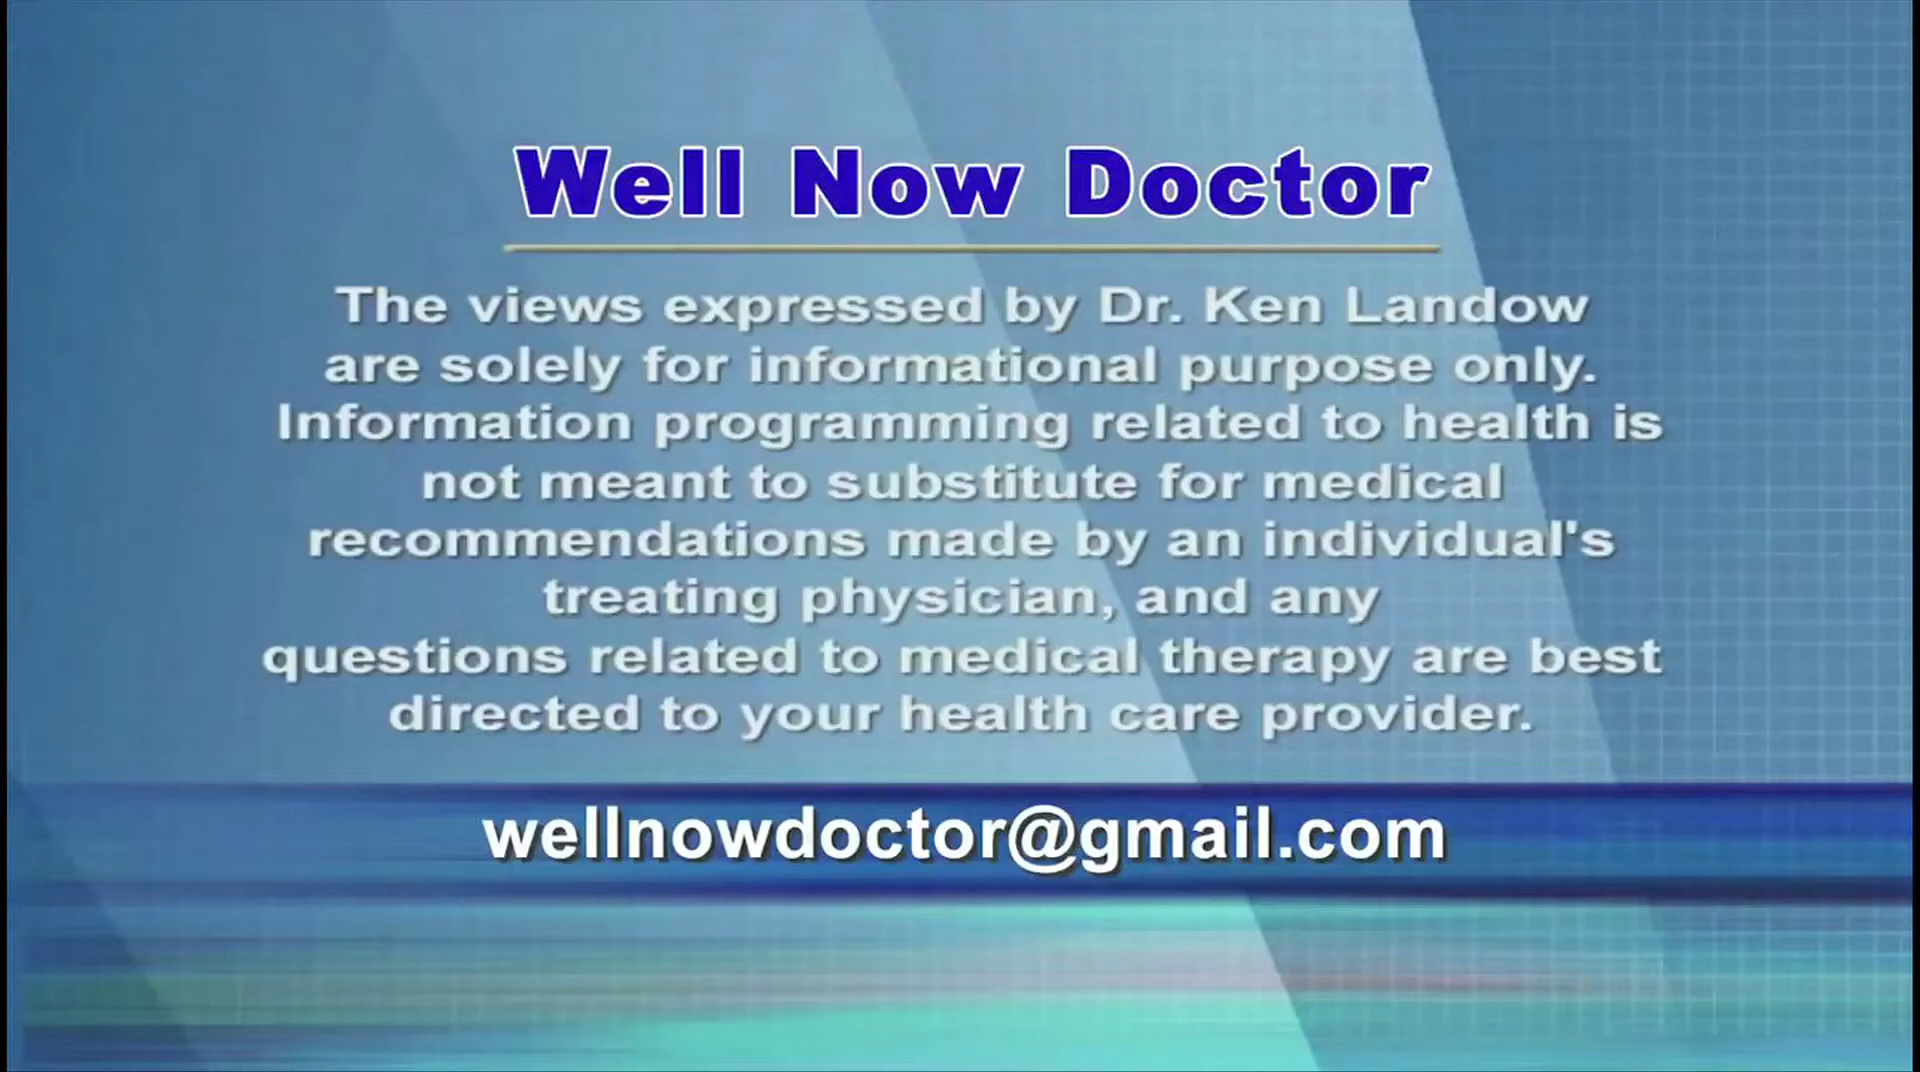 Well Now Doctor
The views expressed by Dr. Ken Landow
are solely for informational purpose only.
Information programming related to health is
not meant to substitute for medical
recommendations made by an individual's
treating physician, and any
questions related to medical therapy are best
directed to your health care provider.
wellnowdoctor@gmail.com